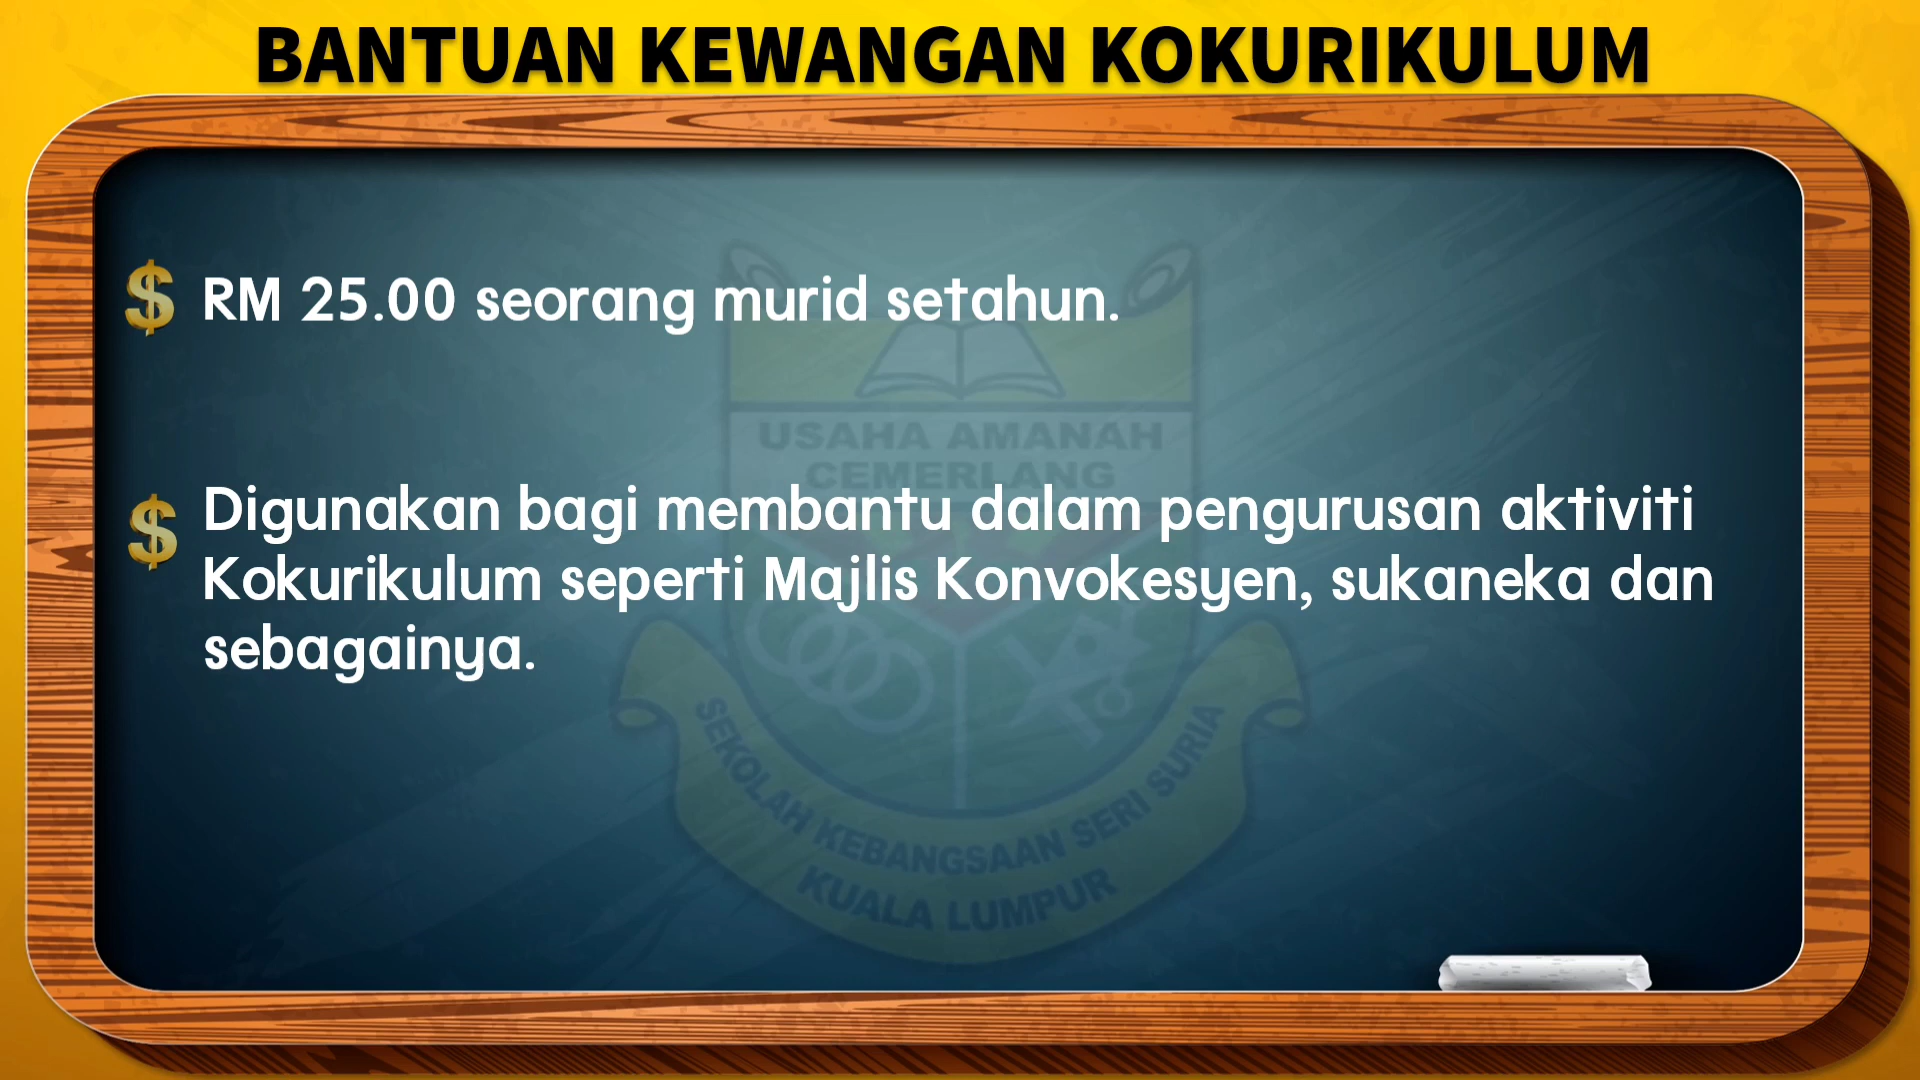 BANTUAN KEWANGAN KOKURIKULUM
$ RM 25.00 seorang murid setahun.
USAHA AMANAH
CEMERLANG
$ Digunakan bagi membantu dalam pengurusan aktiviti
Kokurikulum seperti Majlis Konvokesyen, sukaneka dan
sebagainya.
SEKOLAH KEBANGSAAN SERI SURIA
KUALA LUMPUR